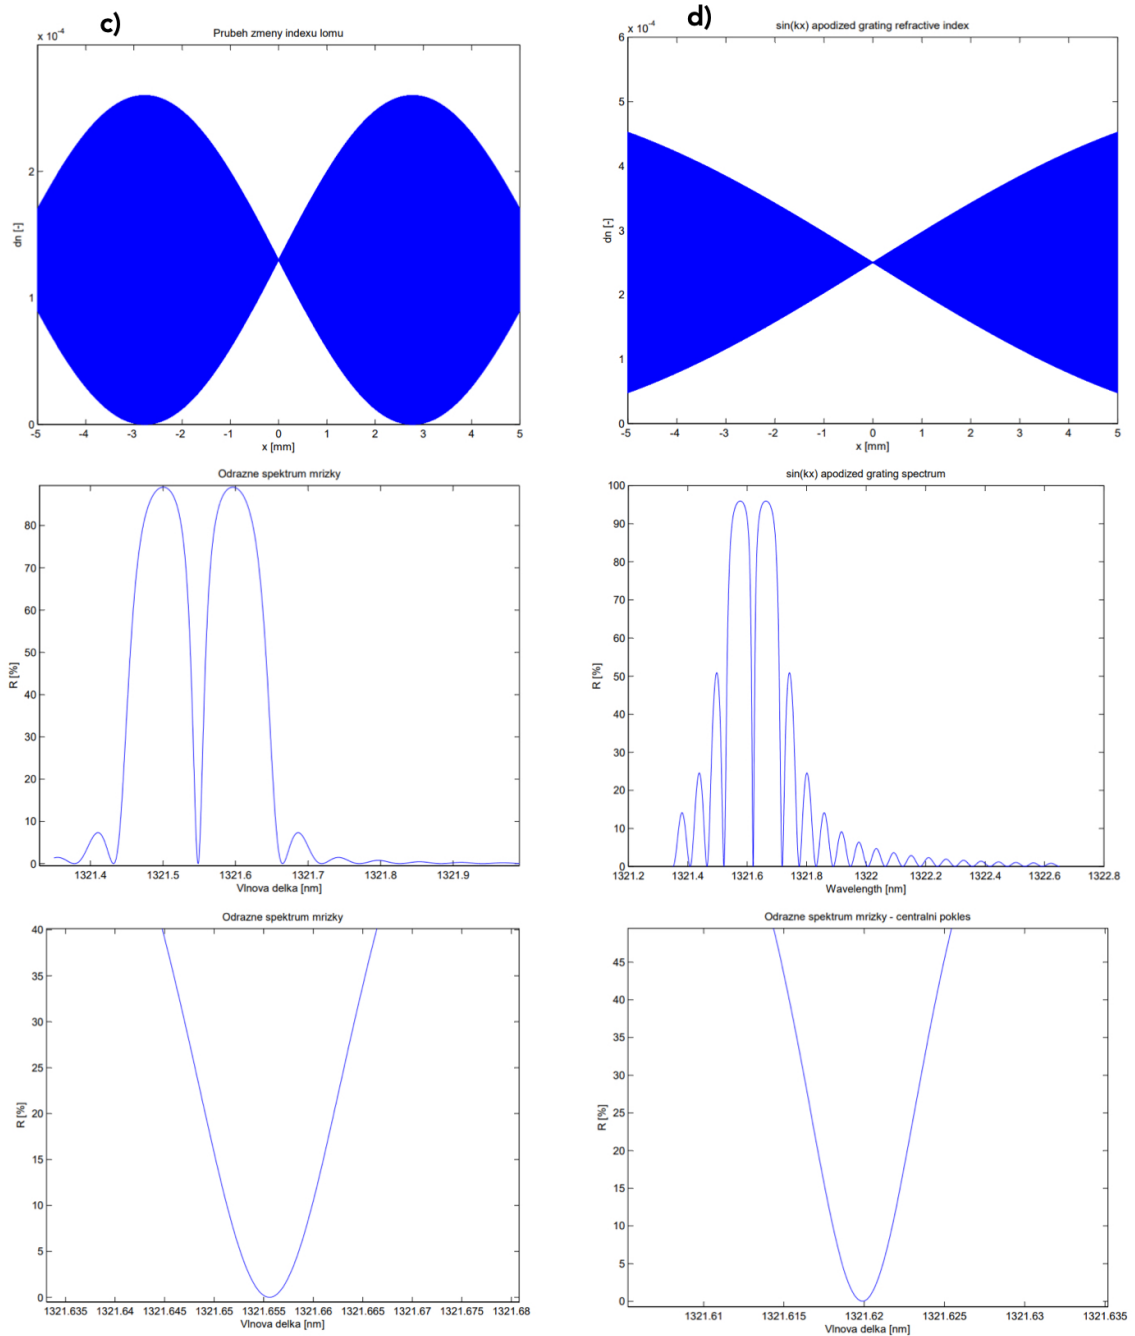 c)
Prubeh zmeny indexu lomu
x 10^-4
2
1
0
dn [-]
-5 -4 -3 -2 -1 0 1 2 3 4 5
x [mm]
d)
sin(kx) apodized grating refractive index
x 10^-4
6
5
4
3
2
1
0
dn [-]
-5 -4 -3 -2 -1 0 1 2 3 4 5
x [mm]
Odrazne spektrum mrizky
80
70
60
50
40
30
20
10
0
R [%]
1321.4 1321.5 1321.6 1321.7 1321.8 1321.9
Vlnova delka [nm]
sin(kx) apodized grating spectrum
100
90
80
70
60
50
40
30
20
10
0
R [%]
1321.2 1321.4 1321.6 1321.8 1322 1322.2 1322.4 1322.6 1322.8
Wavelength [nm]
Odrazne spektrum mrizky
40
35
30
25
20
15
10
5
0
R [%]
1321.635 1321.64 1321.645 1321.65 1321.655 1321.66 1321.665 1321.67 1321.675 1321.68
Vlnova delka [nm]
Odrazne spektrum mrizky - centralni pokles
45
40
35
30
25
20
15
10
5
0
R [%]
1321.61 1321.615 1321.62 1321.625 1321.63 1321.635
Vlnova delka [nm]